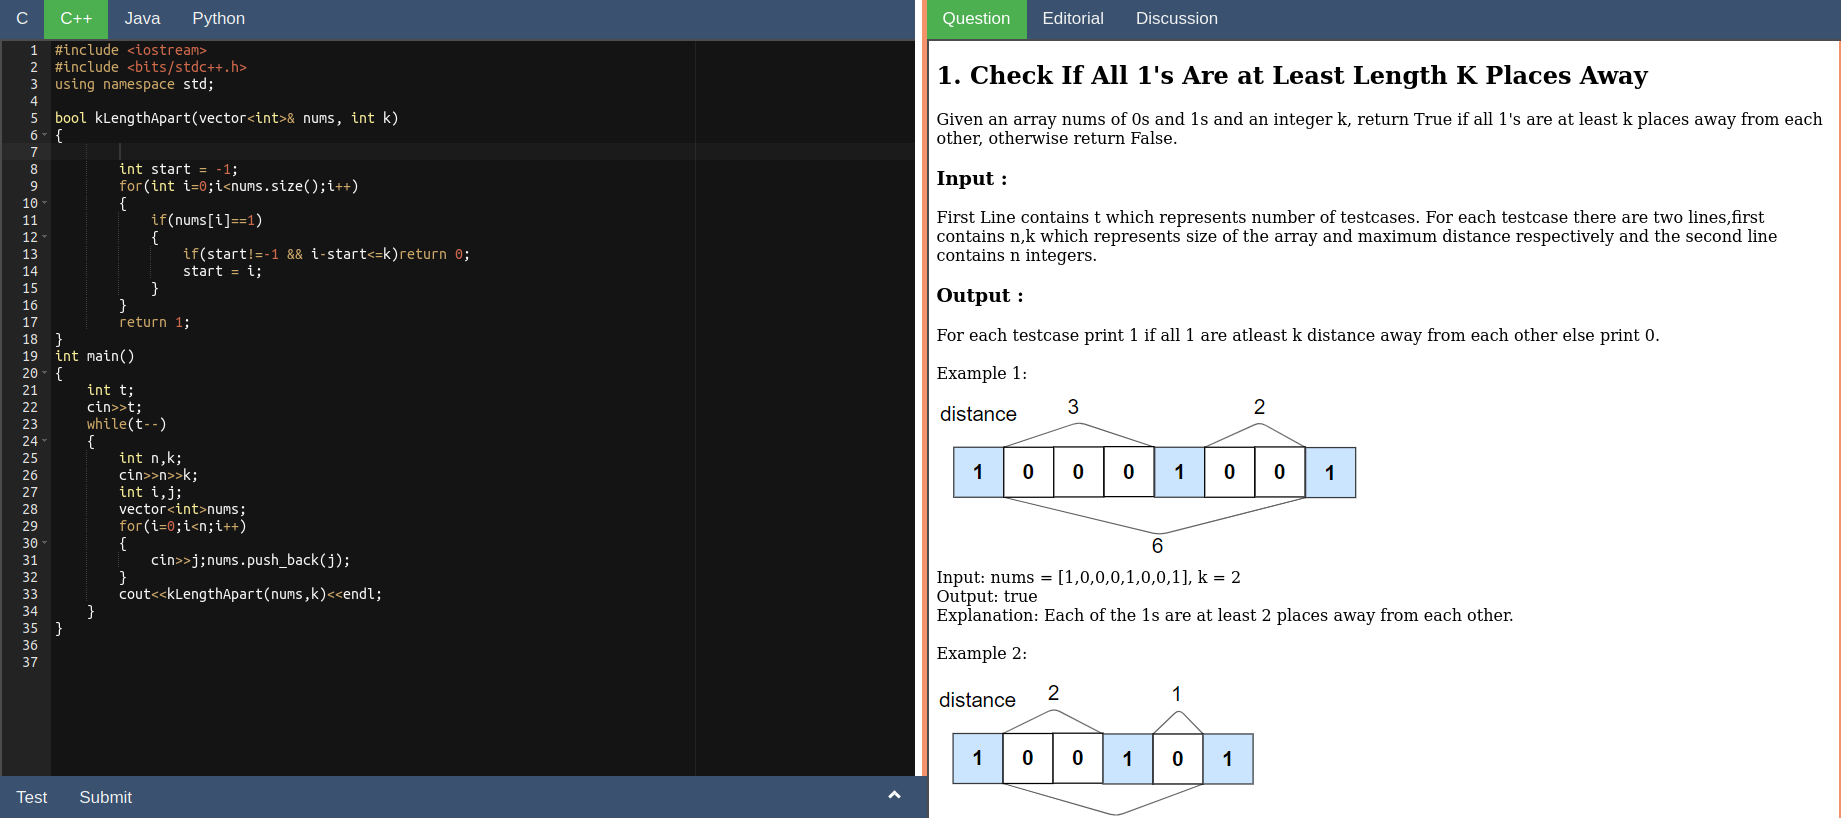 C C++ Java Python
1 #include <iostream>
2 #include <bits/stdc++.h>
3 using namespace std;
4
5 bool kLengthApart(vector<int>& nums, int k)
6 {
7
8 int start = -1;
9 for(int i=0;i<nums.size();i++)
10 {
11 if(nums[i]==1)
12 {
13 if(start!=-1 && i-start<=k)return 0;
14 start = i;
15 }
16 }
17 return 1;
18 }
19 int main()
20 {
21 int t;
22 cin>>t;
23 while(t--)
24 {
25 int n,k;
26 cin>>n>>k;
27 int i,j;
28 vector<int>nums;
29 for(i=0;i<n;i++)
30 {
31 cin>>j;nums.push_back(j);
32 }
33 cout<<kLengthApart(nums,k)<<endl;
34 }
35 }
36
37
Test Submit
Question Editorial Discussion
1. Check If All 1's Are at Least Length K Places Away
Given an array nums of 0s and 1s and an integer k, return True if all 1's are at least k places away from each
other, otherwise return False.
Input :
First Line contains t which represents number of testcases. For each testcase there are two lines,first
contains n,k which represents size of the array and maximum distance respectively and the second line
contains n integers.
Output :
For each testcase print 1 if all 1 are atleast k distance away from each other else print 0.
Example 1:
distance 3 2
1 0 0 0 1 0 0 1
6
Input: nums = [1,0,0,0,1,0,0,1], k = 2
Output: true
Explanation: Each of the 1s are at least 2 places away from each other.
Example 2:
distance 2 1
1 0 0 1 0 1